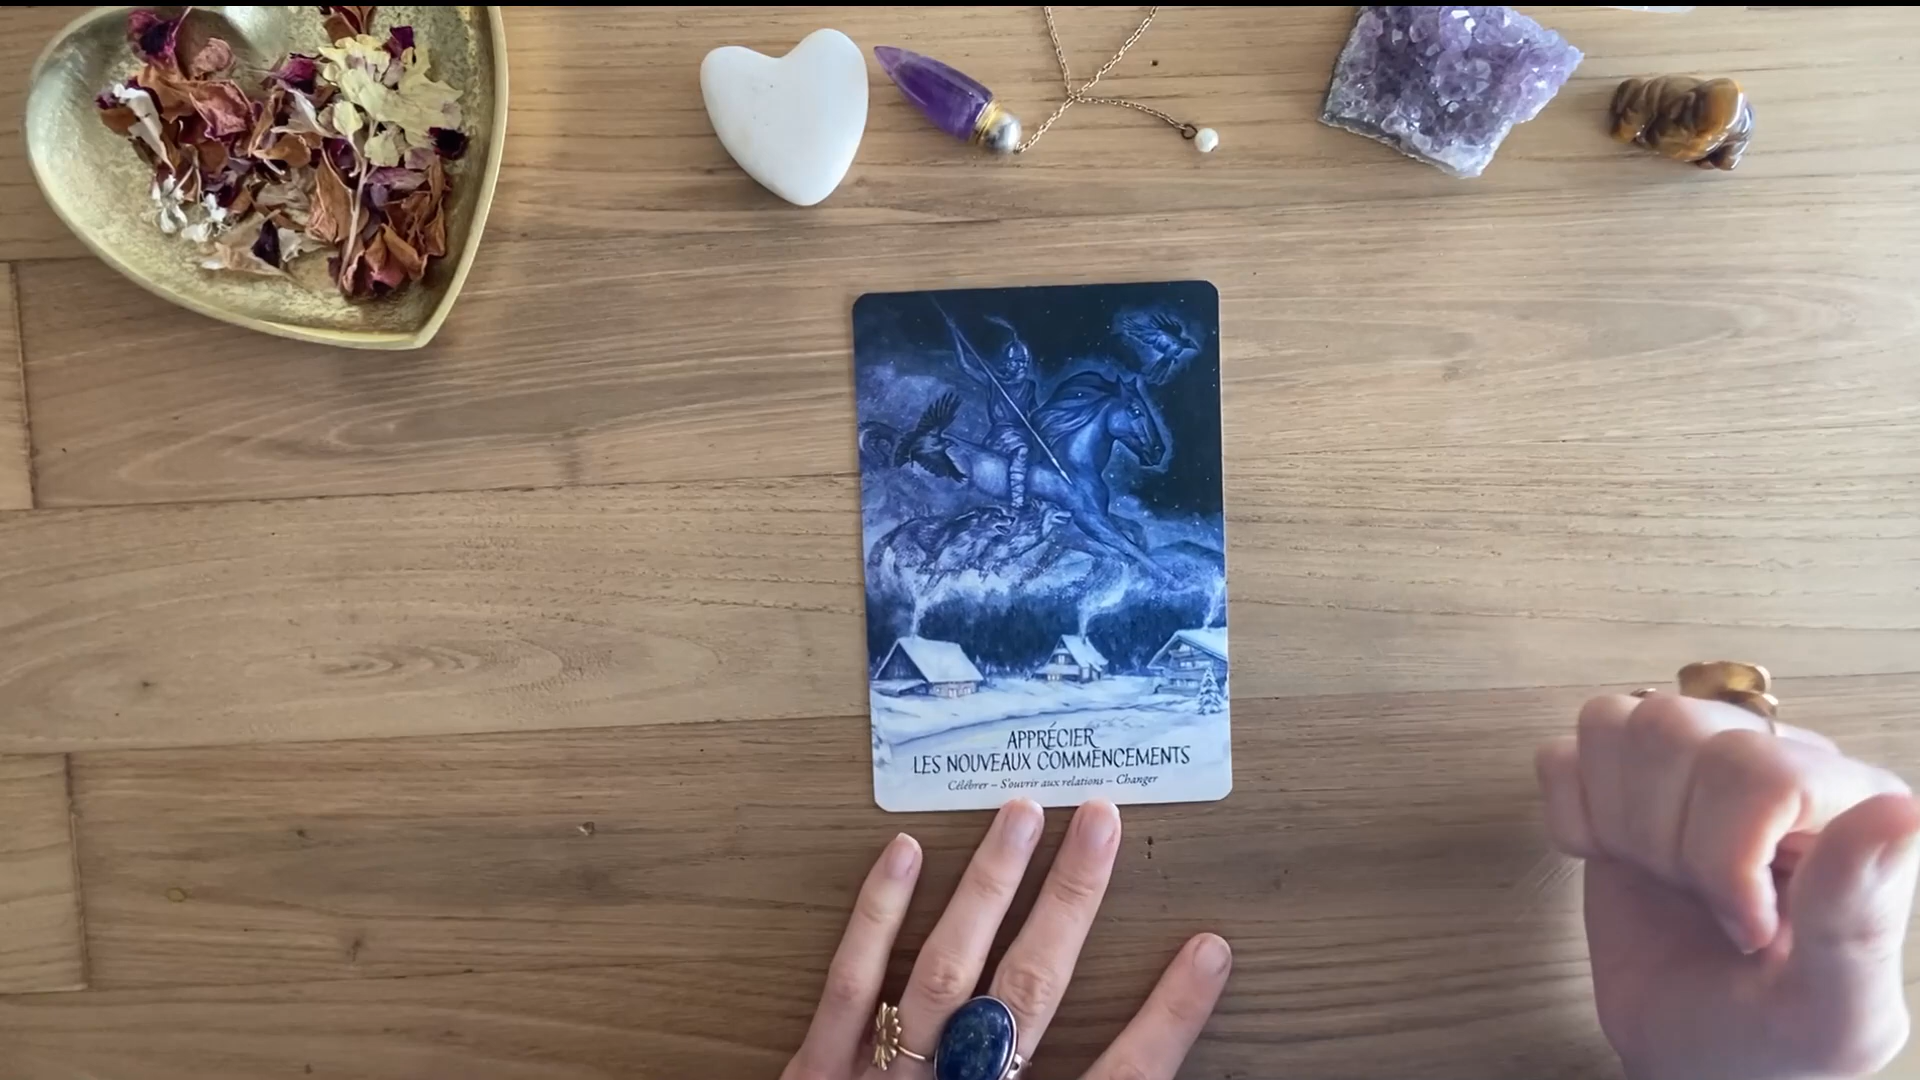 APPRÉCIER
LES NOUVEAUX COMMENCEMENTS
Célébrer – S'ouvrir aux relations – Changer